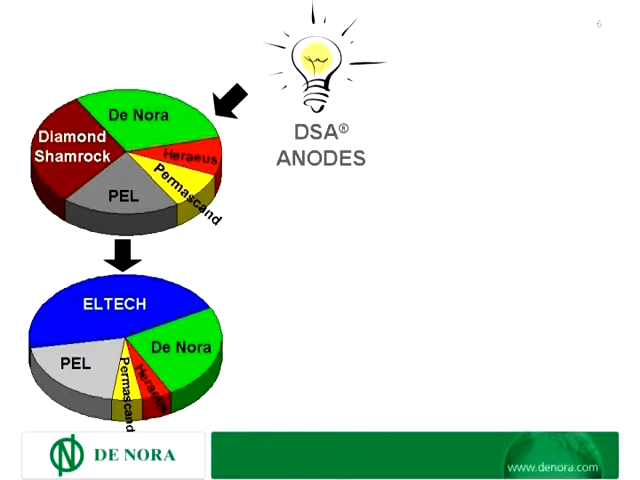 6
DSA®
ANODES
De Nora
Diamond
Shamrock
Heraeus
Permascand
PEL
ELTECH
De Nora
PEL
Permascand
Heraeus
DE NORA
www.denora.com